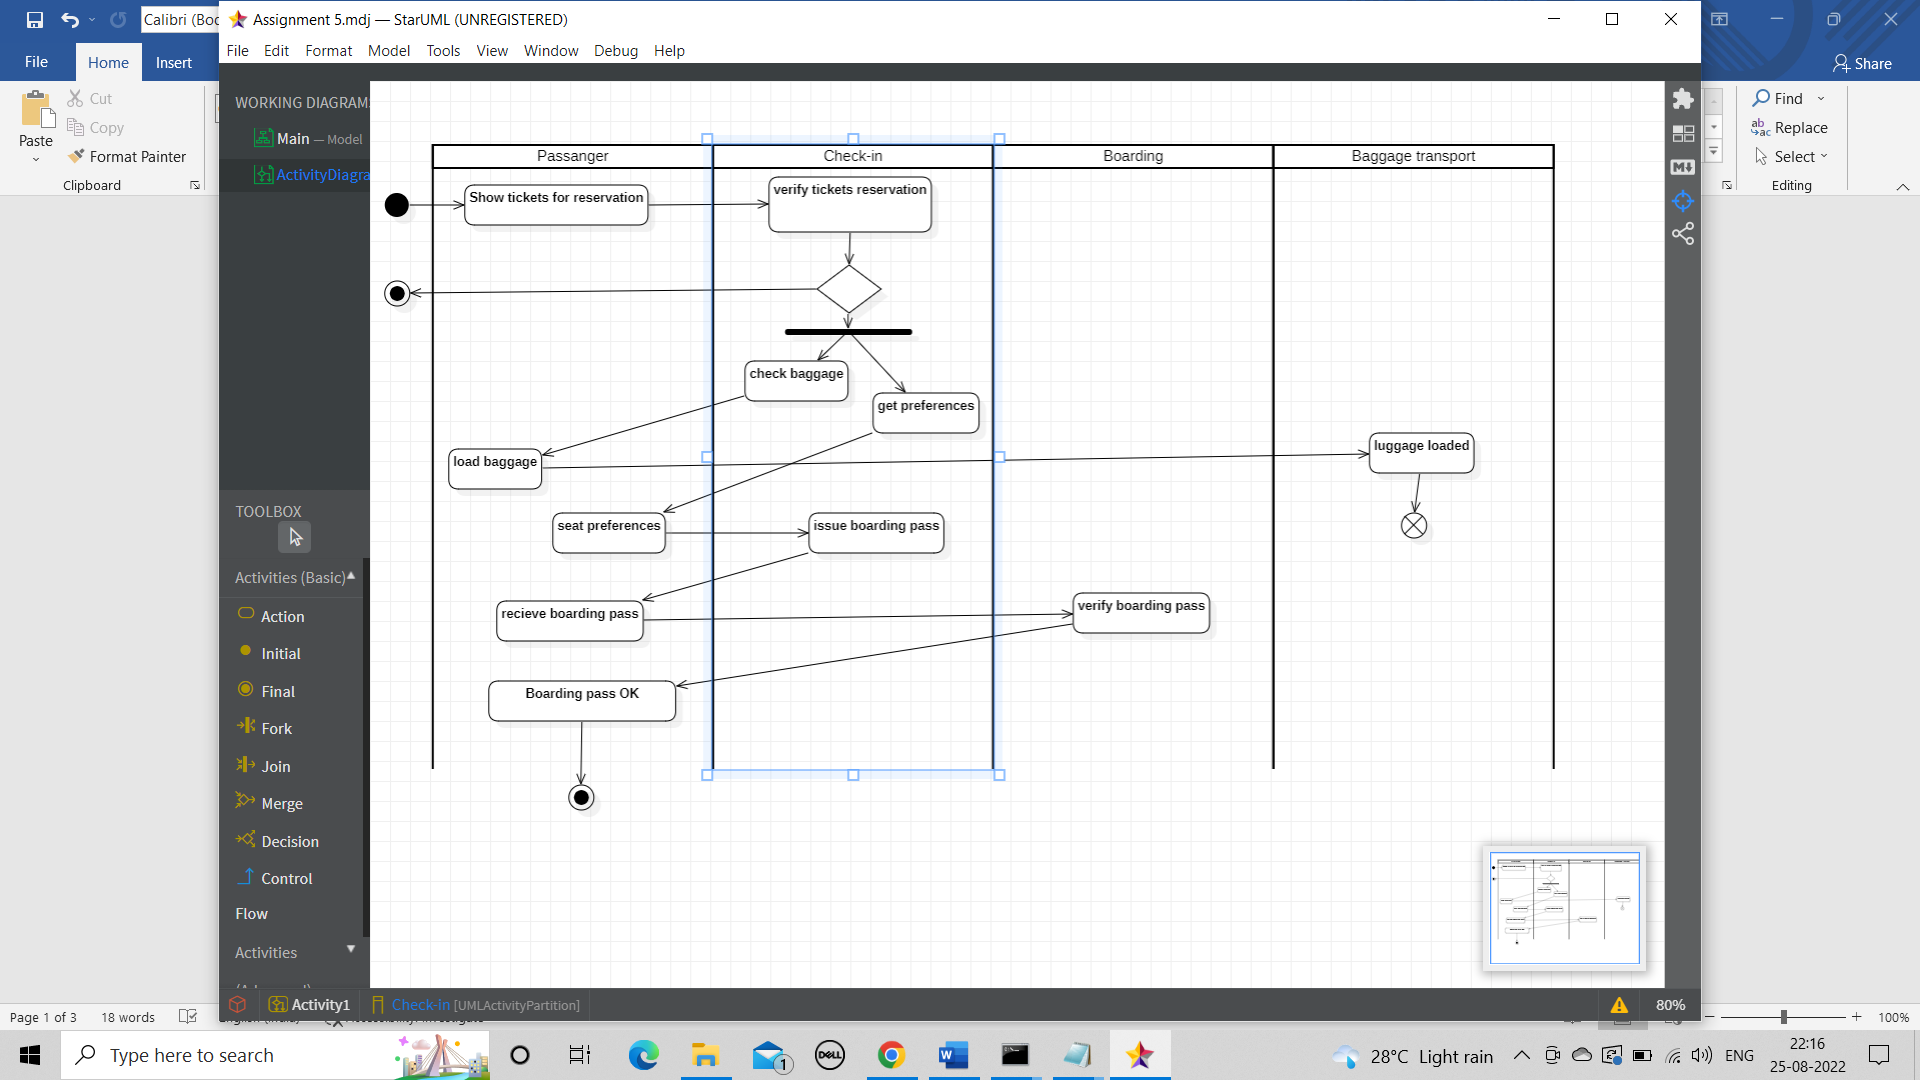 Calibri (Boc
Assignment 5.mdj — StarUML (UNREGISTERED)
File Edit Format Model Tools View Window Debug Help
File Home Insert
Share
Cut
Copy
Paste
Format Painter
Clipboard
Find
Replace
Select
Editing
WORKING DIAGRAM
Main — Model
ActivityDiagra
Passanger
Check-in
Boarding
Baggage transport
Show tickets for reservation
verify tickets reservation
check baggage
get preferences
load baggage
luggage loaded
seat preferences
issue boarding pass
recieve boarding pass
verify boarding pass
Boarding pass OK
TOOLBOX
Activities (Basic)
Action
Initial
Final
Fork
Join
Merge
Decision
Control
Flow
Activities
Activity1
Check-In [UMLActivityPartition]
80%
Page 1 of 3 18 words
100%
Type here to search
1
DELL
28°C Light rain
ENG
22:16
25-08-2022